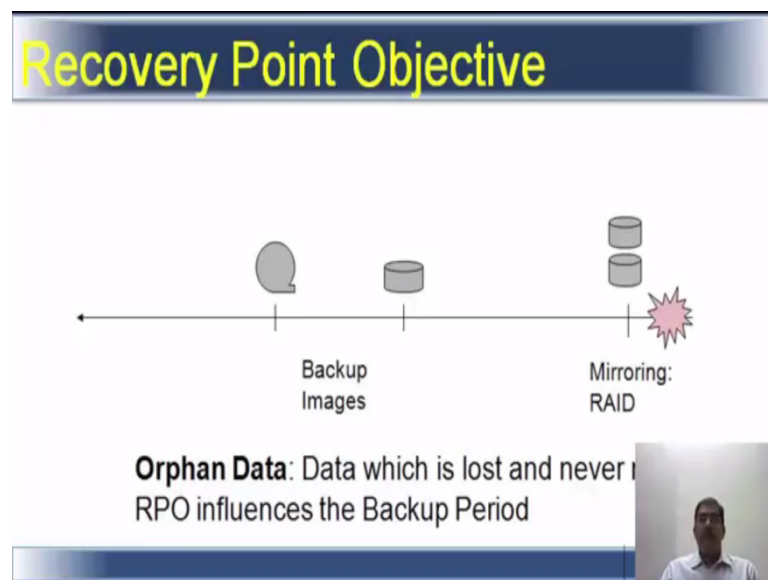 Recovery Point Objective
Backup
Images
Mirroring:
RAID
Orphan Data: Data which is lost and never
RPO influences the Backup Period